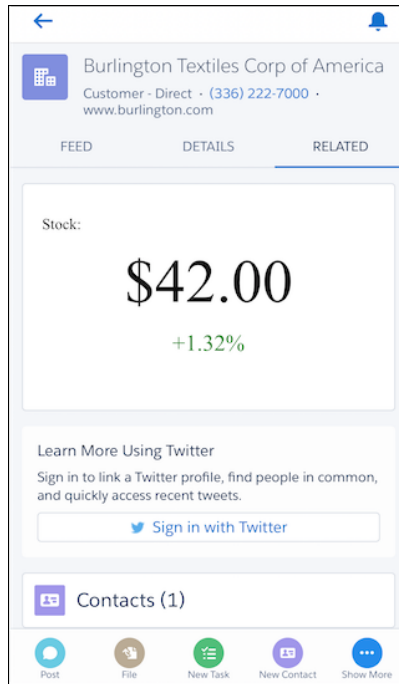 Burlington Textiles Corp of America
Customer - Direct · (336) 222-7000 ·
www.burlington.com
FEED DETAILS RELATED
Stock:
$42.00
+1.32%
Learn More Using Twitter
Sign in to link a Twitter profile, find people in common,
and quickly access recent tweets.
Sign in with Twitter
Contacts (1)
Post File New Task New Contact Show More